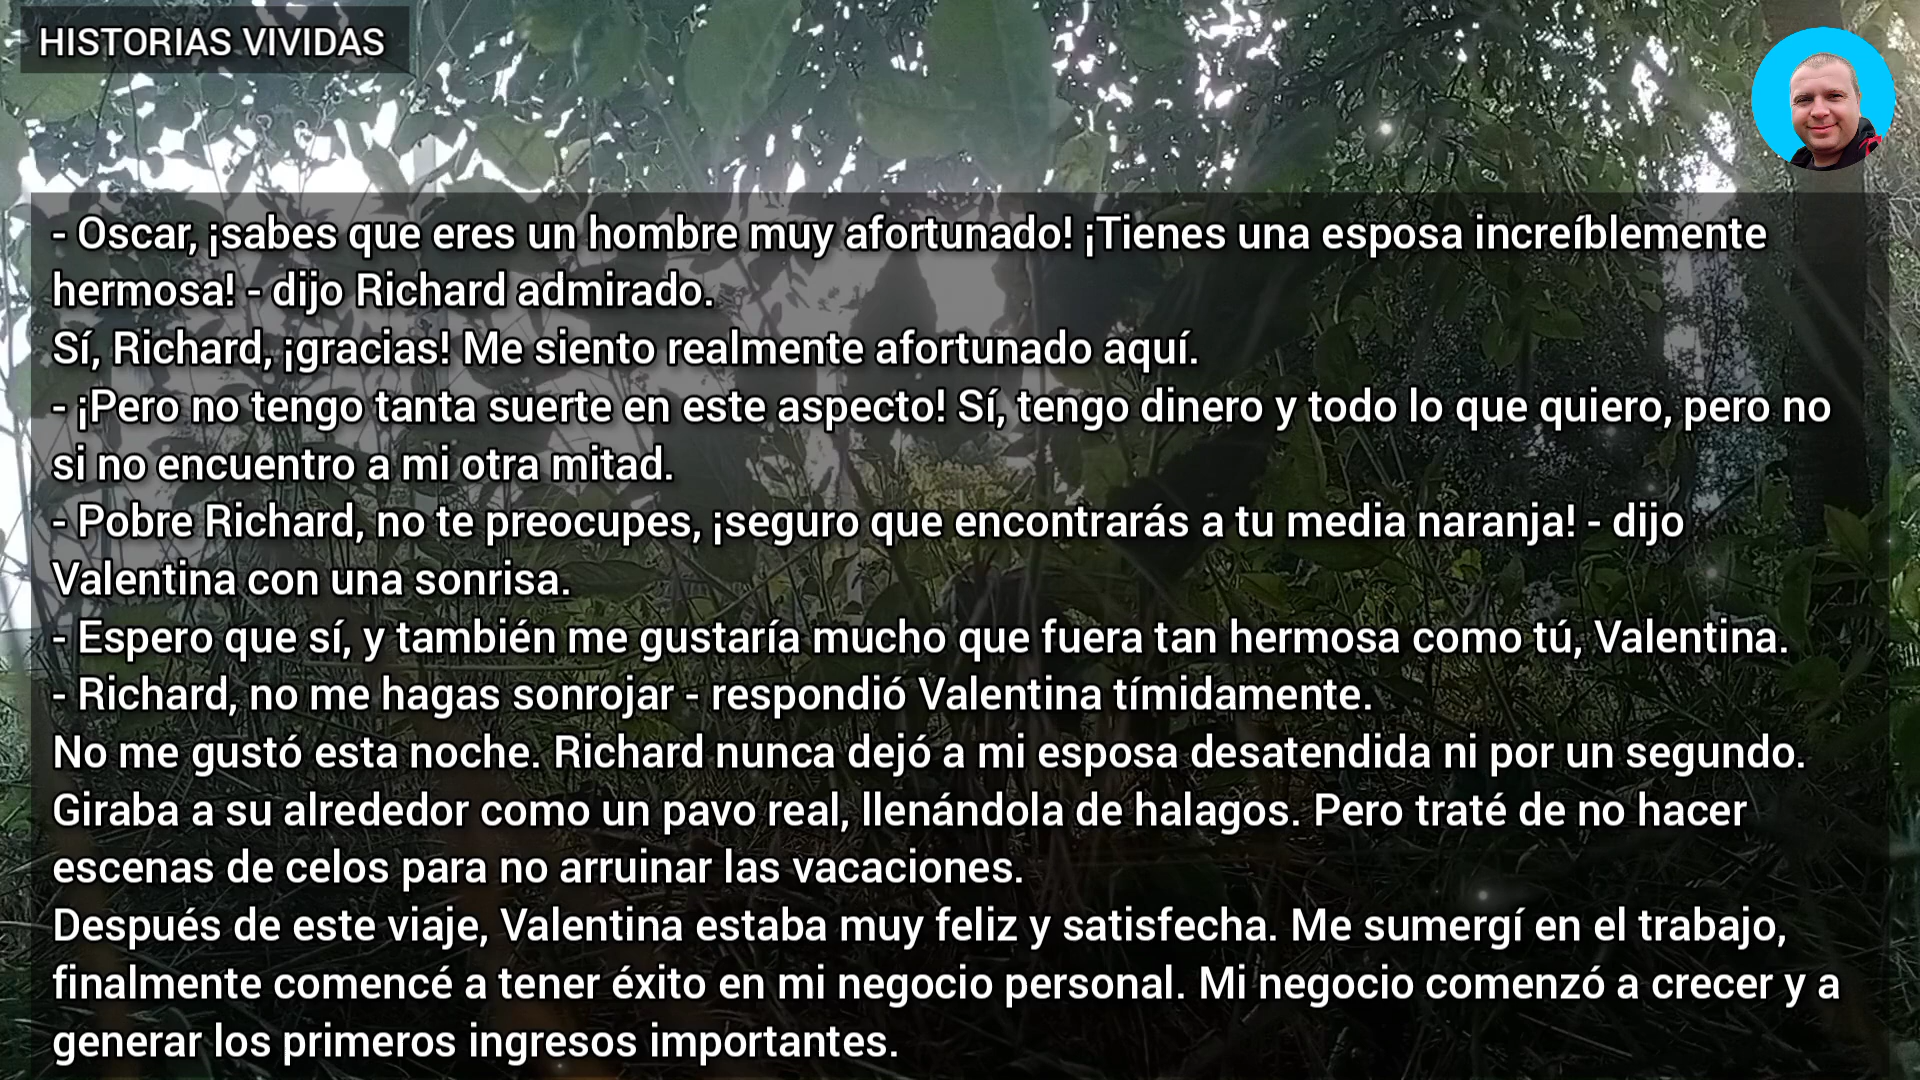 HISTORIAS VIVIDAS
- Oscar, ¡sabes que eres un hombre muy afortunado! ¡Tienes una esposa increíblemente
hermosa! - dijo Richard admirado.
Sí, Richard, ¡gracias! Me siento realmente afortunado aquí.
- ¡Pero no tengo tanta suerte en este aspecto! Sí, tengo dinero y todo lo que quiero, pero no
si no encuentro a mi otra mitad.
- Pobre Richard, no te preocupes, ¡seguro que encontrarás a tu media naranja! - dijo
Valentina con una sonrisa.
- Espero que sí, y también me gustaría mucho que fuera tan hermosa como tú, Valentina.
- Richard, no me hagas sonrojar - respondió Valentina tímidamente.
No me gustó esta noche. Richard nunca dejó a mi esposa desatendida ni por un segundo.
Giraba a su alrededor como un pavo real, llenándola de halagos. Pero traté de no hacer
escenas de celos para no arruinar las vacaciones.
Después de este viaje, Valentina estaba muy feliz y satisfecha. Me sumergí en el trabajo,
finalmente comencé a tener éxito en mi negocio personal. Mi negocio comenzó a crecer y a
generar los primeros ingresos importantes.